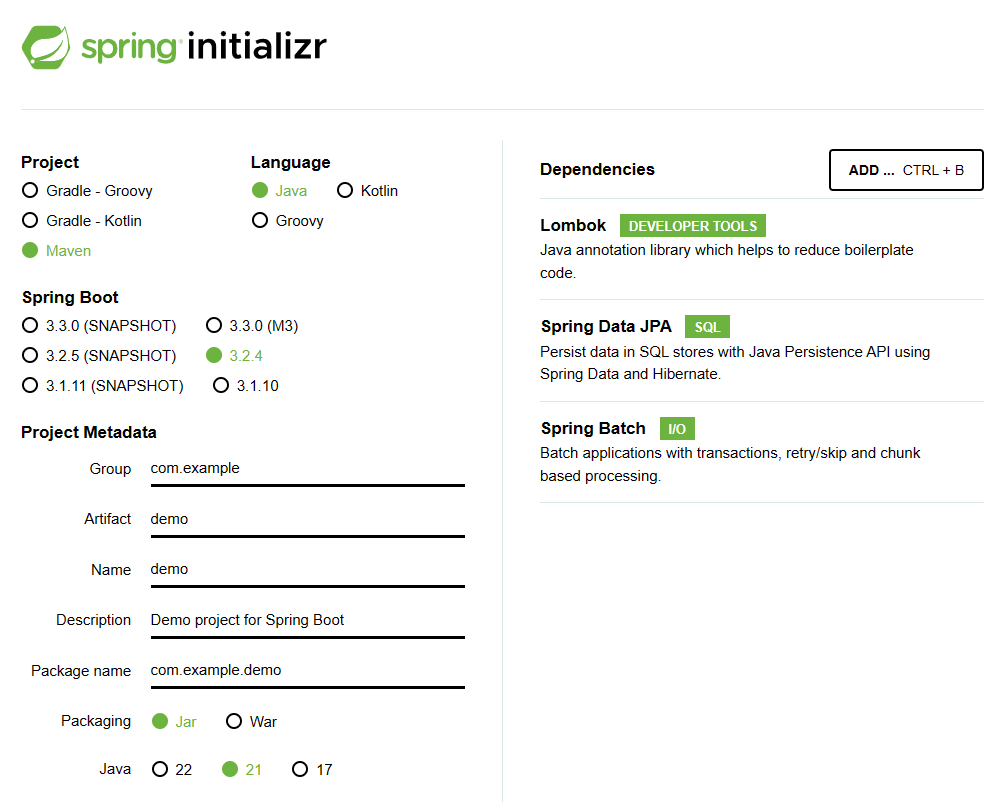 spring initializr
Project
Gradle - Groovy
Gradle - Kotlin
Maven
Language
Java Kotlin
Groovy
Spring Boot
3.3.0 (SNAPSHOT) 3.3.0 (M3)
3.2.5 (SNAPSHOT) 3.2.4
3.1.11 (SNAPSHOT) 3.1.10
Project Metadata
Group com.example
Artifact demo
Name demo
Description Demo project for Spring Boot
Package name com.example.demo
Packaging Jar War
Java 22 21 17
Dependencies ADD ... CTRL + B
Lombok DEVELOPER TOOLS
Java annotation library which helps to reduce boilerplate
code.
Spring Data JPA SQL
Persist data in SQL stores with Java Persistence API using
Spring Data and Hibernate.
Spring Batch I/O
Batch applications with transactions, retry/skip and chunk
based processing.